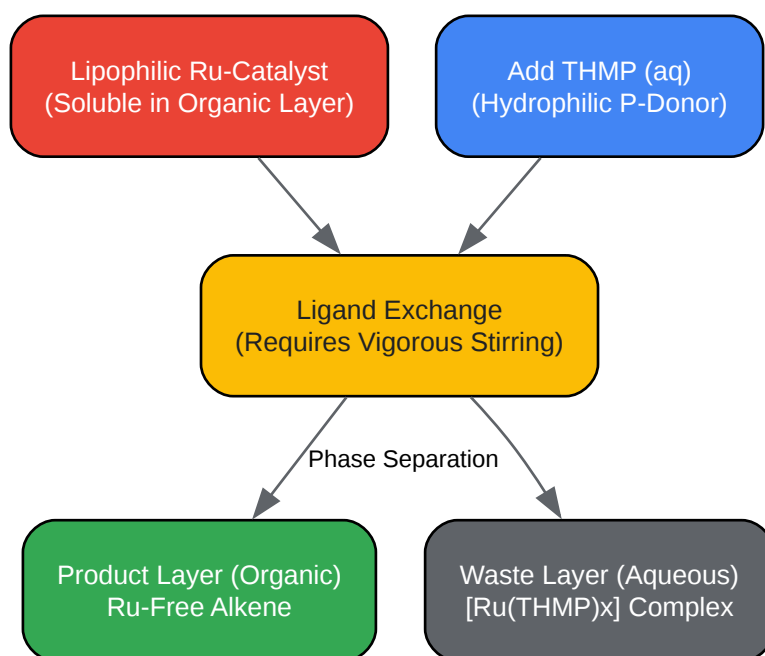 Lipophilic Ru-Catalyst
(Soluble in Organic Layer)
Add THMP (aq)
(Hydrophilic P-Donor)
Ligand Exchange
(Requires Vigorous Stirring)
Phase Separation
Product Layer (Organic)
Ru-Free Alkene
Waste Layer (Aqueous)
[Ru(THMP)x] Complex